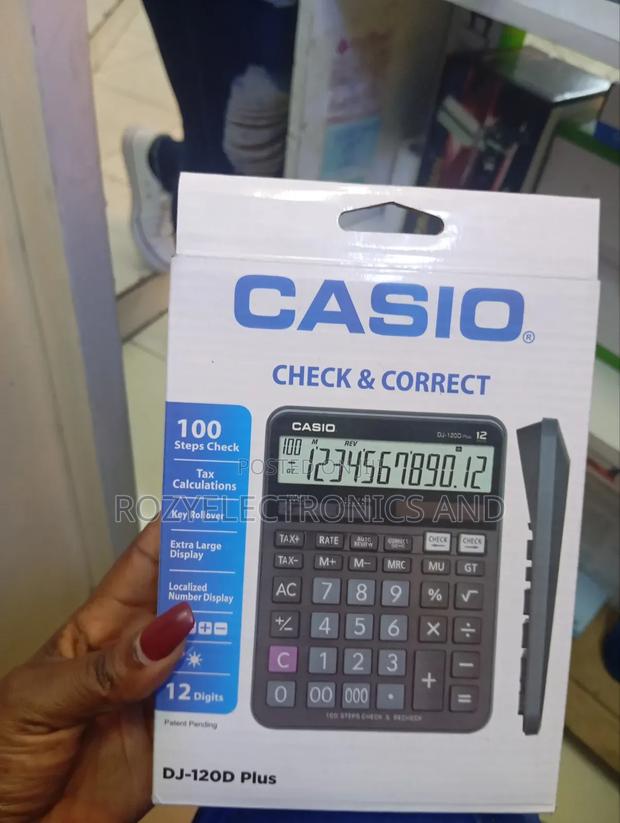 CASIO®
CHECK & CORRECT
100
Steps Check
Tax
Calculations
Key Rollover
Extra Large
Display
Localized
Number Display
12 Digits
Patent Pending
DJ-120D Plus
CASIO
DJ-120D Plus 12
100 M REV
1234567890.12
POSTED ON
ROZYELECTRONICS AND
TAX+ RATE AUTO REVIEW CORRECT CHECK CHECK
TAX- M+ M- MRC MU GT
AC 7 8 9 % √
+/- 4 5 6 × ÷
C 1 2 3 + −
0 00 000 · =
100 STEPS CHECK & RECHECK